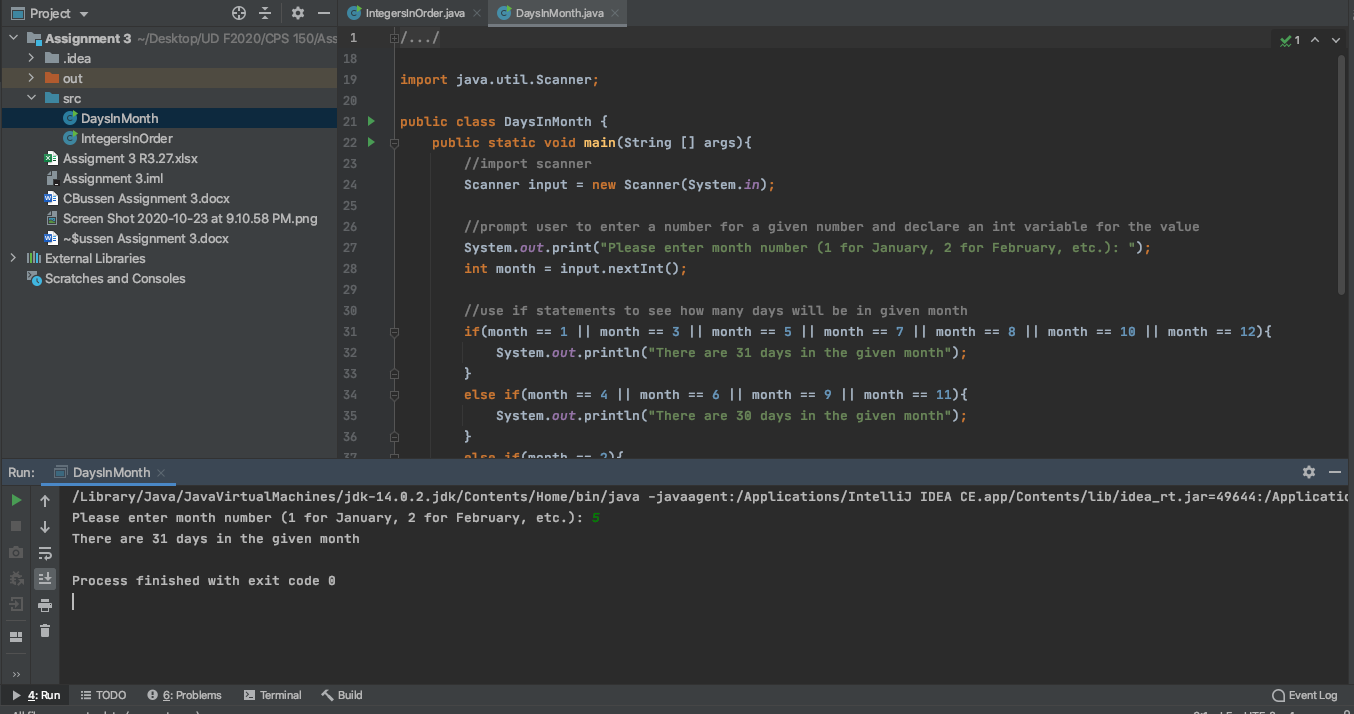 Project
IntegersInOrder.java
DaysInMonth.java
Assignment 3 ~/Desktop/UD F2020/CPS 150/Ass
.idea
out
src
DaysInMonth
IntegersInOrder
Assigment 3 R3.27.xlsx
Assignment 3.iml
CBussen Assignment 3.docx
Screen Shot 2020-10-23 at 9.10.58 PM.png
~$ussen Assignment 3.docx
External Libraries
Scratches and Consoles
1
1 /.../
18
19 import java.util.Scanner;
20
21 public class DaysInMonth {
22 public static void main(String [] args){
23 //import scanner
24 Scanner input = new Scanner(System.in);
25
26 //prompt user to enter a number for a given number and declare an int variable for the value
27 System.out.print("Please enter month number (1 for January, 2 for February, etc.): ");
28 int month = input.nextInt();
29
30 //use if statements to see how many days will be in given month
31 if(month == 1 || month == 3 || month == 5 || month == 7 || month == 8 || month == 10 || month == 12){
32 System.out.println("There are 31 days in the given month");
33 }
34 else if(month == 4 || month == 6 || month == 9 || month == 11){
35 System.out.println("There are 30 days in the given month");
36 }
37 else if(month == 2){
Run: DaysInMonth
/Library/Java/JavaVirtualMachines/jdk-14.0.2.jdk/Contents/Home/bin/java -javaagent:/Applications/IntelliJ IDEA CE.app/Contents/lib/idea_rt.jar=49644:/Applicatio
Please enter month number (1 for January, 2 for February, etc.): 5
There are 31 days in the given month
Process finished with exit code 0
4: Run TODO 6: Problems Terminal Build Event Log